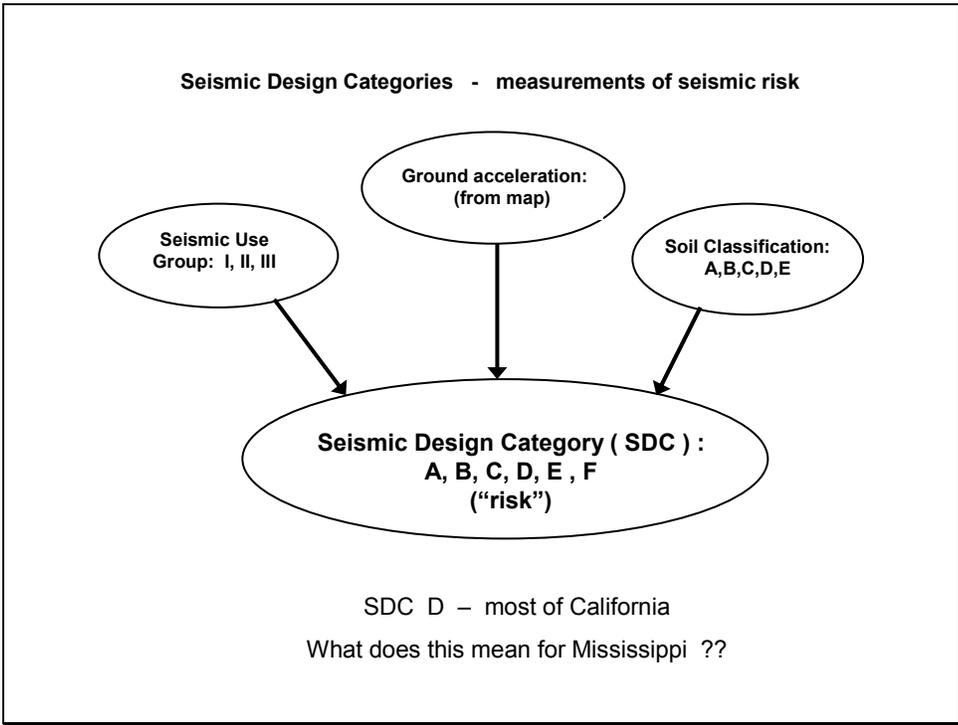 Seismic Design Categories - measurements of seismic risk
Ground acceleration:
(from map)
Seismic Use
Group: I, II, III
Soil Classification:
A,B,C,D,E
Seismic Design Category ( SDC ) :
A, B, C, D, E , F
(“risk”)
SDC D – most of California
What does this mean for Mississippi ??